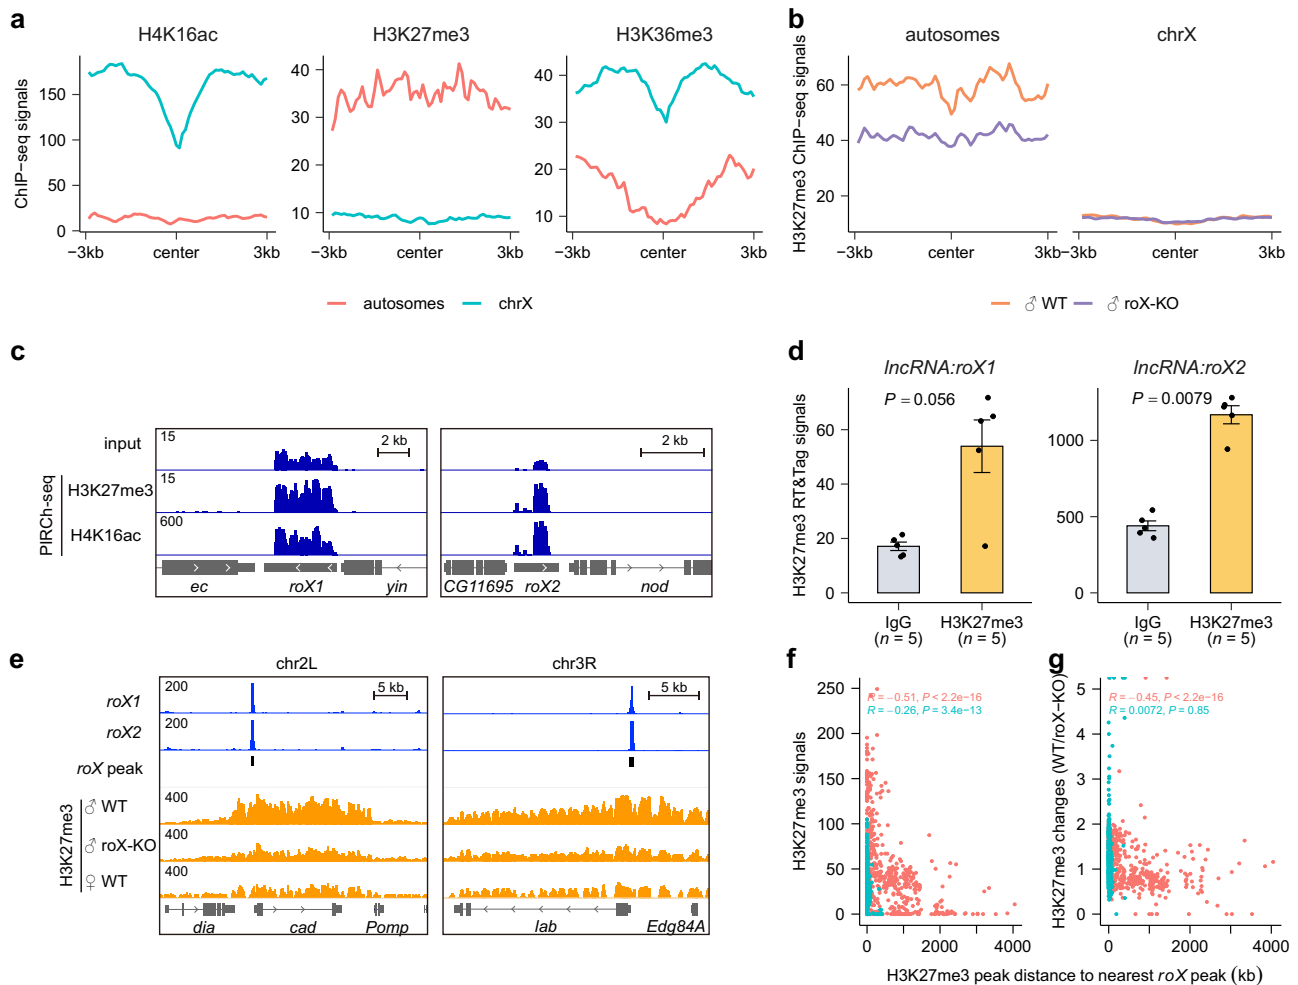 a
H4K16ac
H3K27me3
H3K36me3
ChIP−seq signals
150
100
50
0
40
30
20
10
40
30
20
10
−3kb center 3kb
−3kb center 3kb
−3kb center 3kb
autosomes chrX
b
autosomes
chrX
H3K27me3 ChIP−seq signals
60
40
20
−3kb center 3kb
−3kb center 3kb
♂ WT ♂ roX-KO
c
input
PIRCh-seq
H3K27me3
H4K16ac
15
15
600
2 kb
2 kb
ec roX1 yin
CG11695 roX2 nod
d
lncRNA:roX1
P = 0.056
H3K27me3 RT&Tag signals
60
40
20
0
IgG
(n = 5)
H3K27me3
(n = 5)
lncRNA:roX2
P = 0.0079
1000
500
0
IgG
(n = 5)
H3K27me3
(n = 5)
e
chr2L
chr3R
roX1
roX2
roX peak
H3K27me3
♂ WT
♂ roX-KO
♀ WT
200
200
400
400
400
5 kb
5 kb
dia cad Pomp
lab Edg84A
f
H3K27me3 signals
250
200
150
100
50
0
R = −0.51, P < 2.2e−16
R = −0.26, P = 3.4e−13
0 2000 4000
g
H3K27me3 changes (WT/roX−KO)
5
4
3
2
1
0
R = −0.45, P < 2.2e−16
R = 0.0072, P = 0.85
0 2000 4000
H3K27me3 peak distance to nearest roX peak (kb)